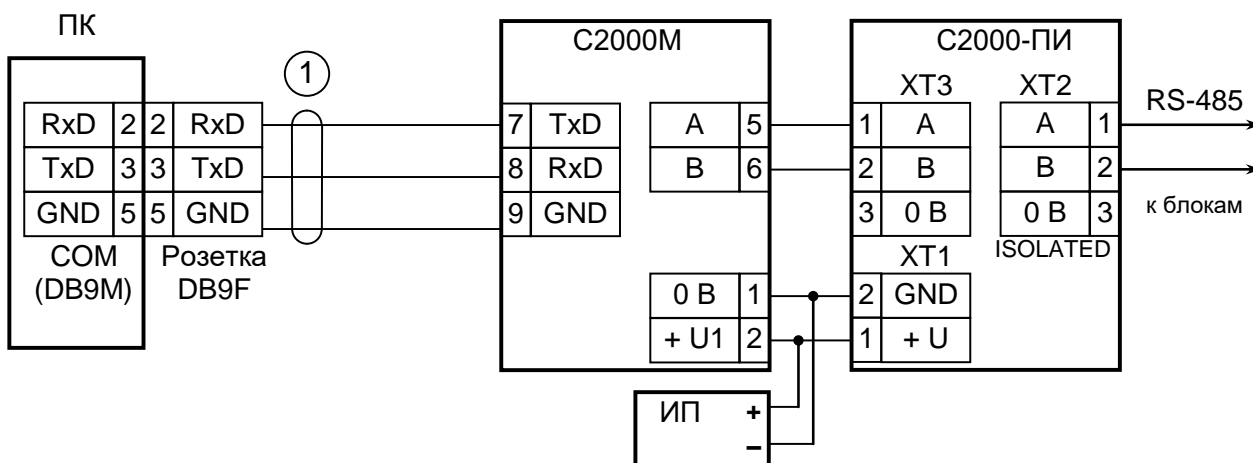 ПК
1
RxD 2 2 RxD
TxD 3 3 TxD
GND 5 5 GND
COM
(DB9M)
Розетка
DB9F
С2000М
7 TxD
8 RxD
9 GND
A 5
B 6
0 В 1
+ U1 2
ИП
+
–
С2000-ПИ
XT3
1 A
2 B
3 0 В
XT2
A 1
B 2
0 В 3
ISOLATED
XT1
2 GND
1 + U
RS-485
к блокам